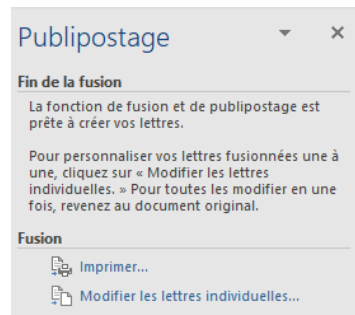 Publipostage
Fin de la fusion
La fonction de fusion et de publipostage est
prête à créer vos lettres.
Pour personnaliser vos lettres fusionnées une à
une, cliquez sur « Modifier les lettres
individuelles. » Pour toutes les modifier en une
fois, revenez au document original.
Fusion
Imprimer...
Modifier les lettres individuelles...